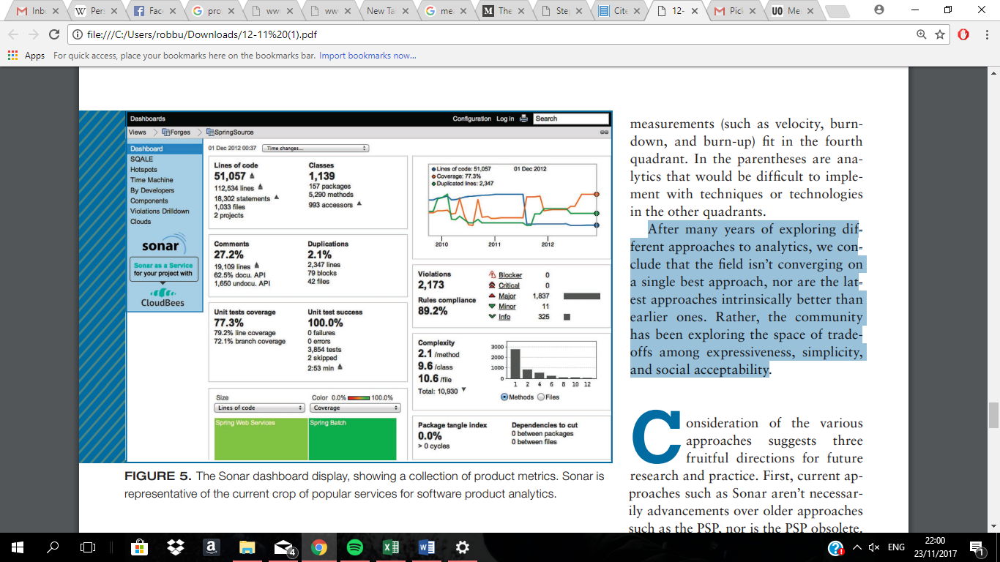 Inb
Per
Fac
pro
ww
ww
New Ta
me
The
Ste
Cite
12-
Pic
UO Me
file:///C:/Users/robbu/Downloads/12-11%20(1).pdf
Apps For quick access, place your bookmarks here on the bookmarks bar. Import bookmarks now...
Dashboards
Configuration Log in Search
Views Forges SpringSource
Dashboard
SQALE
Hotspots
Time Machine
By Developers
Components
Violations Drilldown
Clouds
sonar
Sonar as a Service
for your project with
CloudBees
01 Dec 2012 00:37 Time changes...
Lines of code
51,057
112,534 lines
18,302 statements
1,033 files
2 projects
Classes
1,139
157 packages
5,290 methods
993 accessors
Comments
27.2%
19,109 lines
62.5% docu. API
1,650 undocu. API
Duplications
2.1%
2,347 lines
79 blocks
42 files
Unit tests coverage
77.3%
79.2% line coverage
72.1% branch coverage
Unit test success
100.0%
0 failures
0 errors
3,854 tests
2 skipped
2:53 min
Size
Lines of code
Color 0.0% 100.0%
Coverage
Spring Web Services
Spring Batch
Lines of code: 51,057 01 Dec 2012
Coverage: 77.3%
Duplicated lines: 2,347
2010 2011 2012
Violations
2,173
Rules compliance
89.2%
Blocker 0
Critical 0
Major 1,837
Minor 11
Info 325
Complexity
2.1 /method
9.6 /class
10.6 /file
Total: 10,930
3000
2000
1000
0
1 2 4 6 8 10 12
Methods Files
Package tangle index
0.0%
> 0 cycles
Dependencies to cut
0 between packages
0 between files
FIGURE 5. The Sonar dashboard display, showing a collection of product metrics. Sonar is
representative of the current crop of popular services for software product analytics.
measurements (such as velocity, burn-
down, and burn-up) fit in the fourth
quadrant. In the parentheses are ana-
lytics that would be difficult to imple-
ment with techniques or technologies
in the other quadrants.
After many years of exploring dif-
ferent approaches to analytics, we con-
clude that the field isn't converging on
a single best approach, nor are the lat-
est approaches intrinsically better than
earlier ones. Rather, the community
has been exploring the space of trade-
offs among expressiveness, simplicity,
and social acceptability.
Consideration of the various
approaches suggests three
fruitful directions for future
research and practice. First, current ap-
proaches such as Sonar aren't necessar-
ily advancements over older approaches
such as the PSP, nor is the PSP obsolete.
4
ENG
22:00
23/11/2017
1